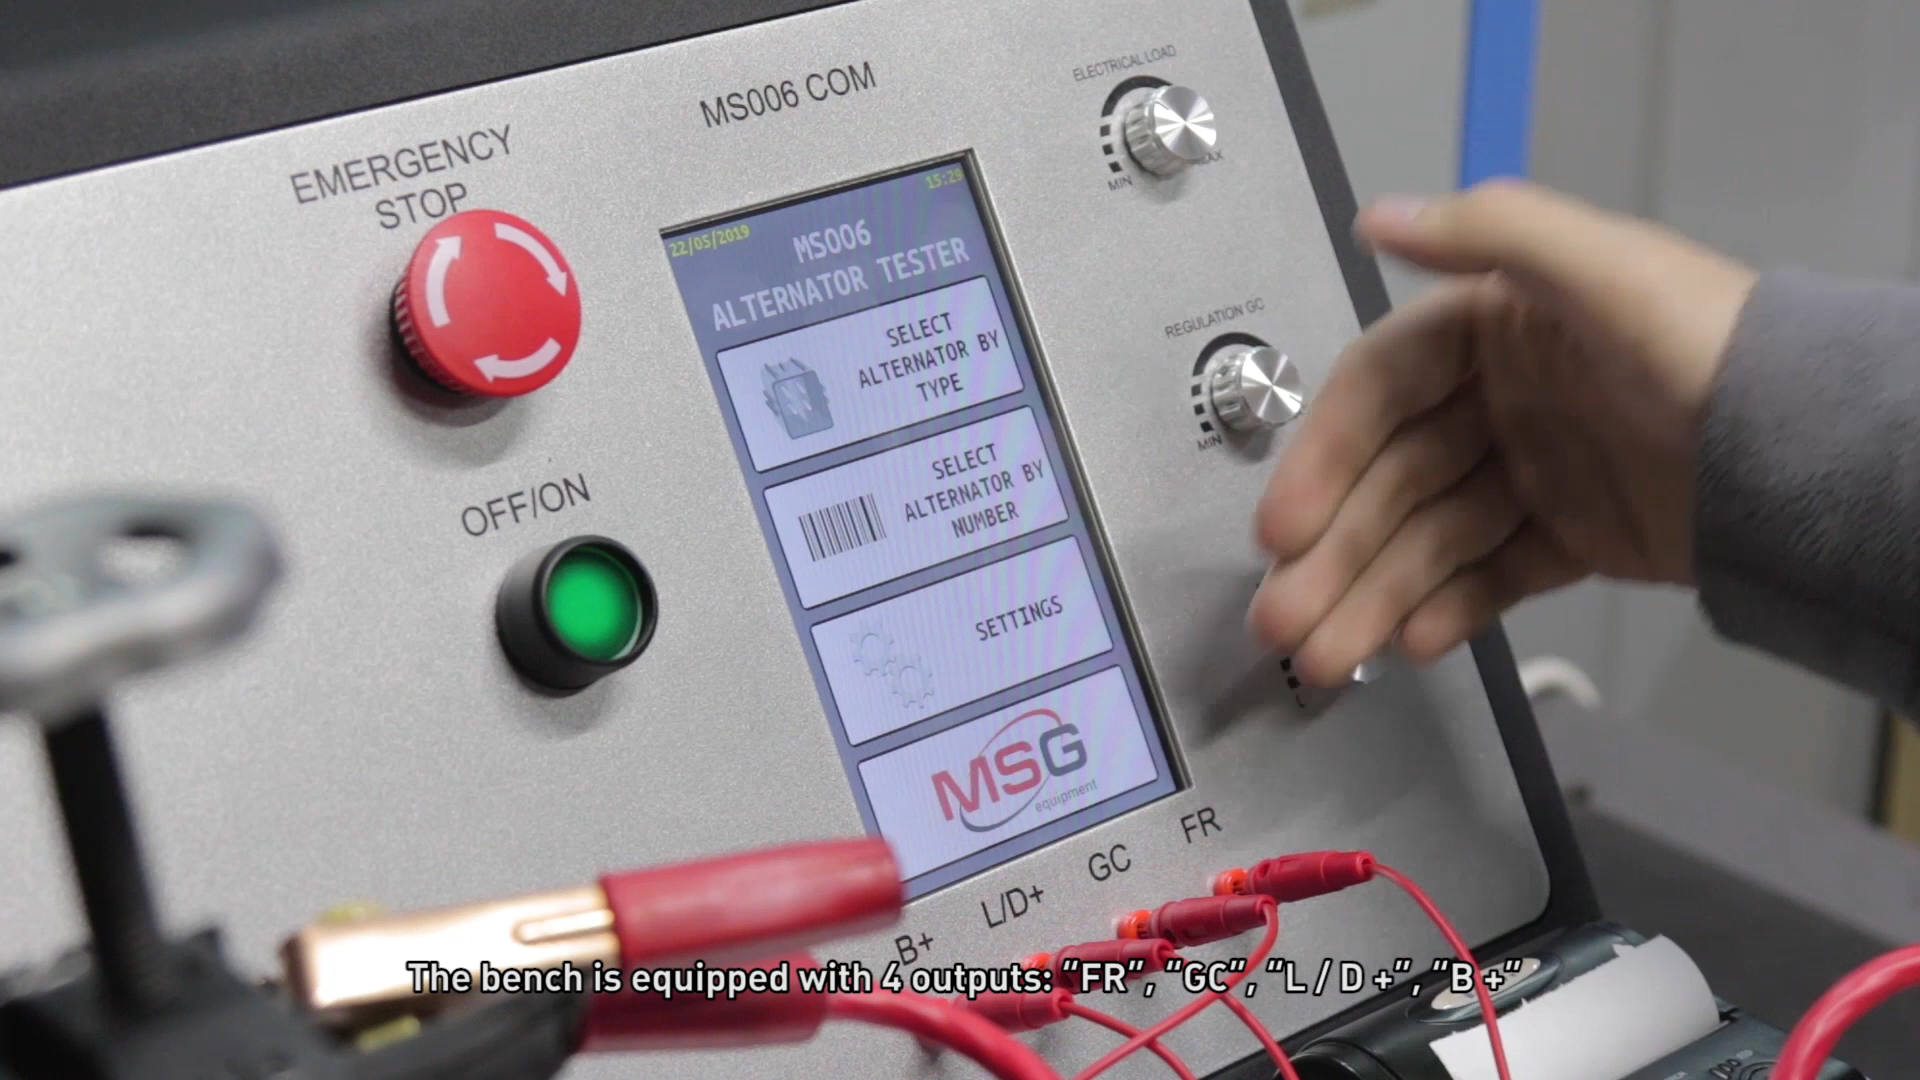 MS006 COM
ELECTRICAL LOAD
MIN
MAX
EMERGENCY
STOP
22/05/2019
15:29
MS006
ALTERNATOR TESTER
SELECT
ALTERNATOR BY
TYPE
SELECT
ALTERNATOR BY
NUMBER
SETTINGS
MSG
equipment
REGULATION GC
MIN
OFF/ON
B+
L/D+
GC
FR
The bench is equipped with 4 outputs: “FR”, “GC”, “L / D +”, “B +”